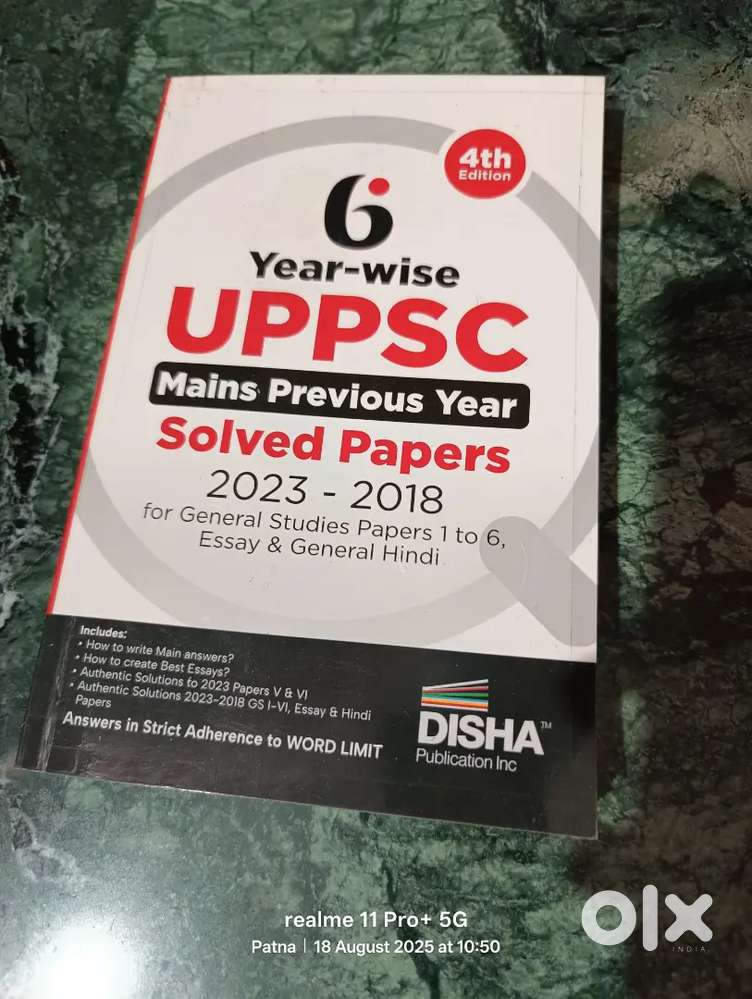 4th
Edition
6
Year-wise
UPPSC
Mains Previous Year
Solved Papers
2023 - 2018
for General Studies Papers 1 to 6,
Essay & General Hindi
Includes:
• How to write Main answers?
• How to create Best Essays?
• Authentic Solutions to 2023 Papers V & VI
• Authentic Solutions 2023-2018 GS I-VI, Essay & Hindi
Papers
Answers in Strict Adherence to WORD LIMIT
DISHA™
Publication Inc
realme 11 Pro+ 5G
Patna | 18 August 2025 at 10:50
olx
INDIA